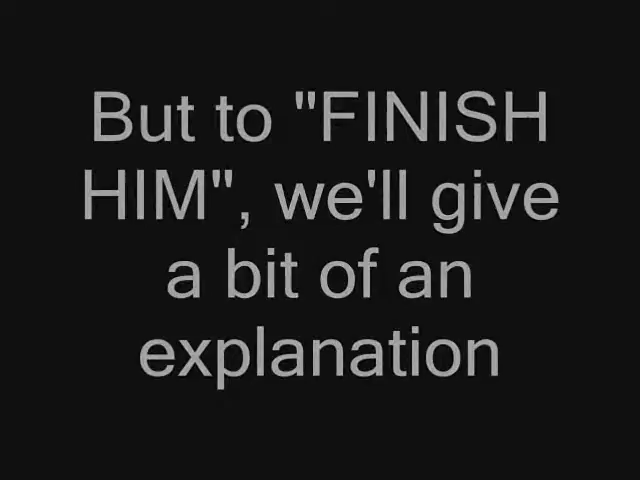 But to "FINISH
HIM", we'll give
a bit of an
explanation